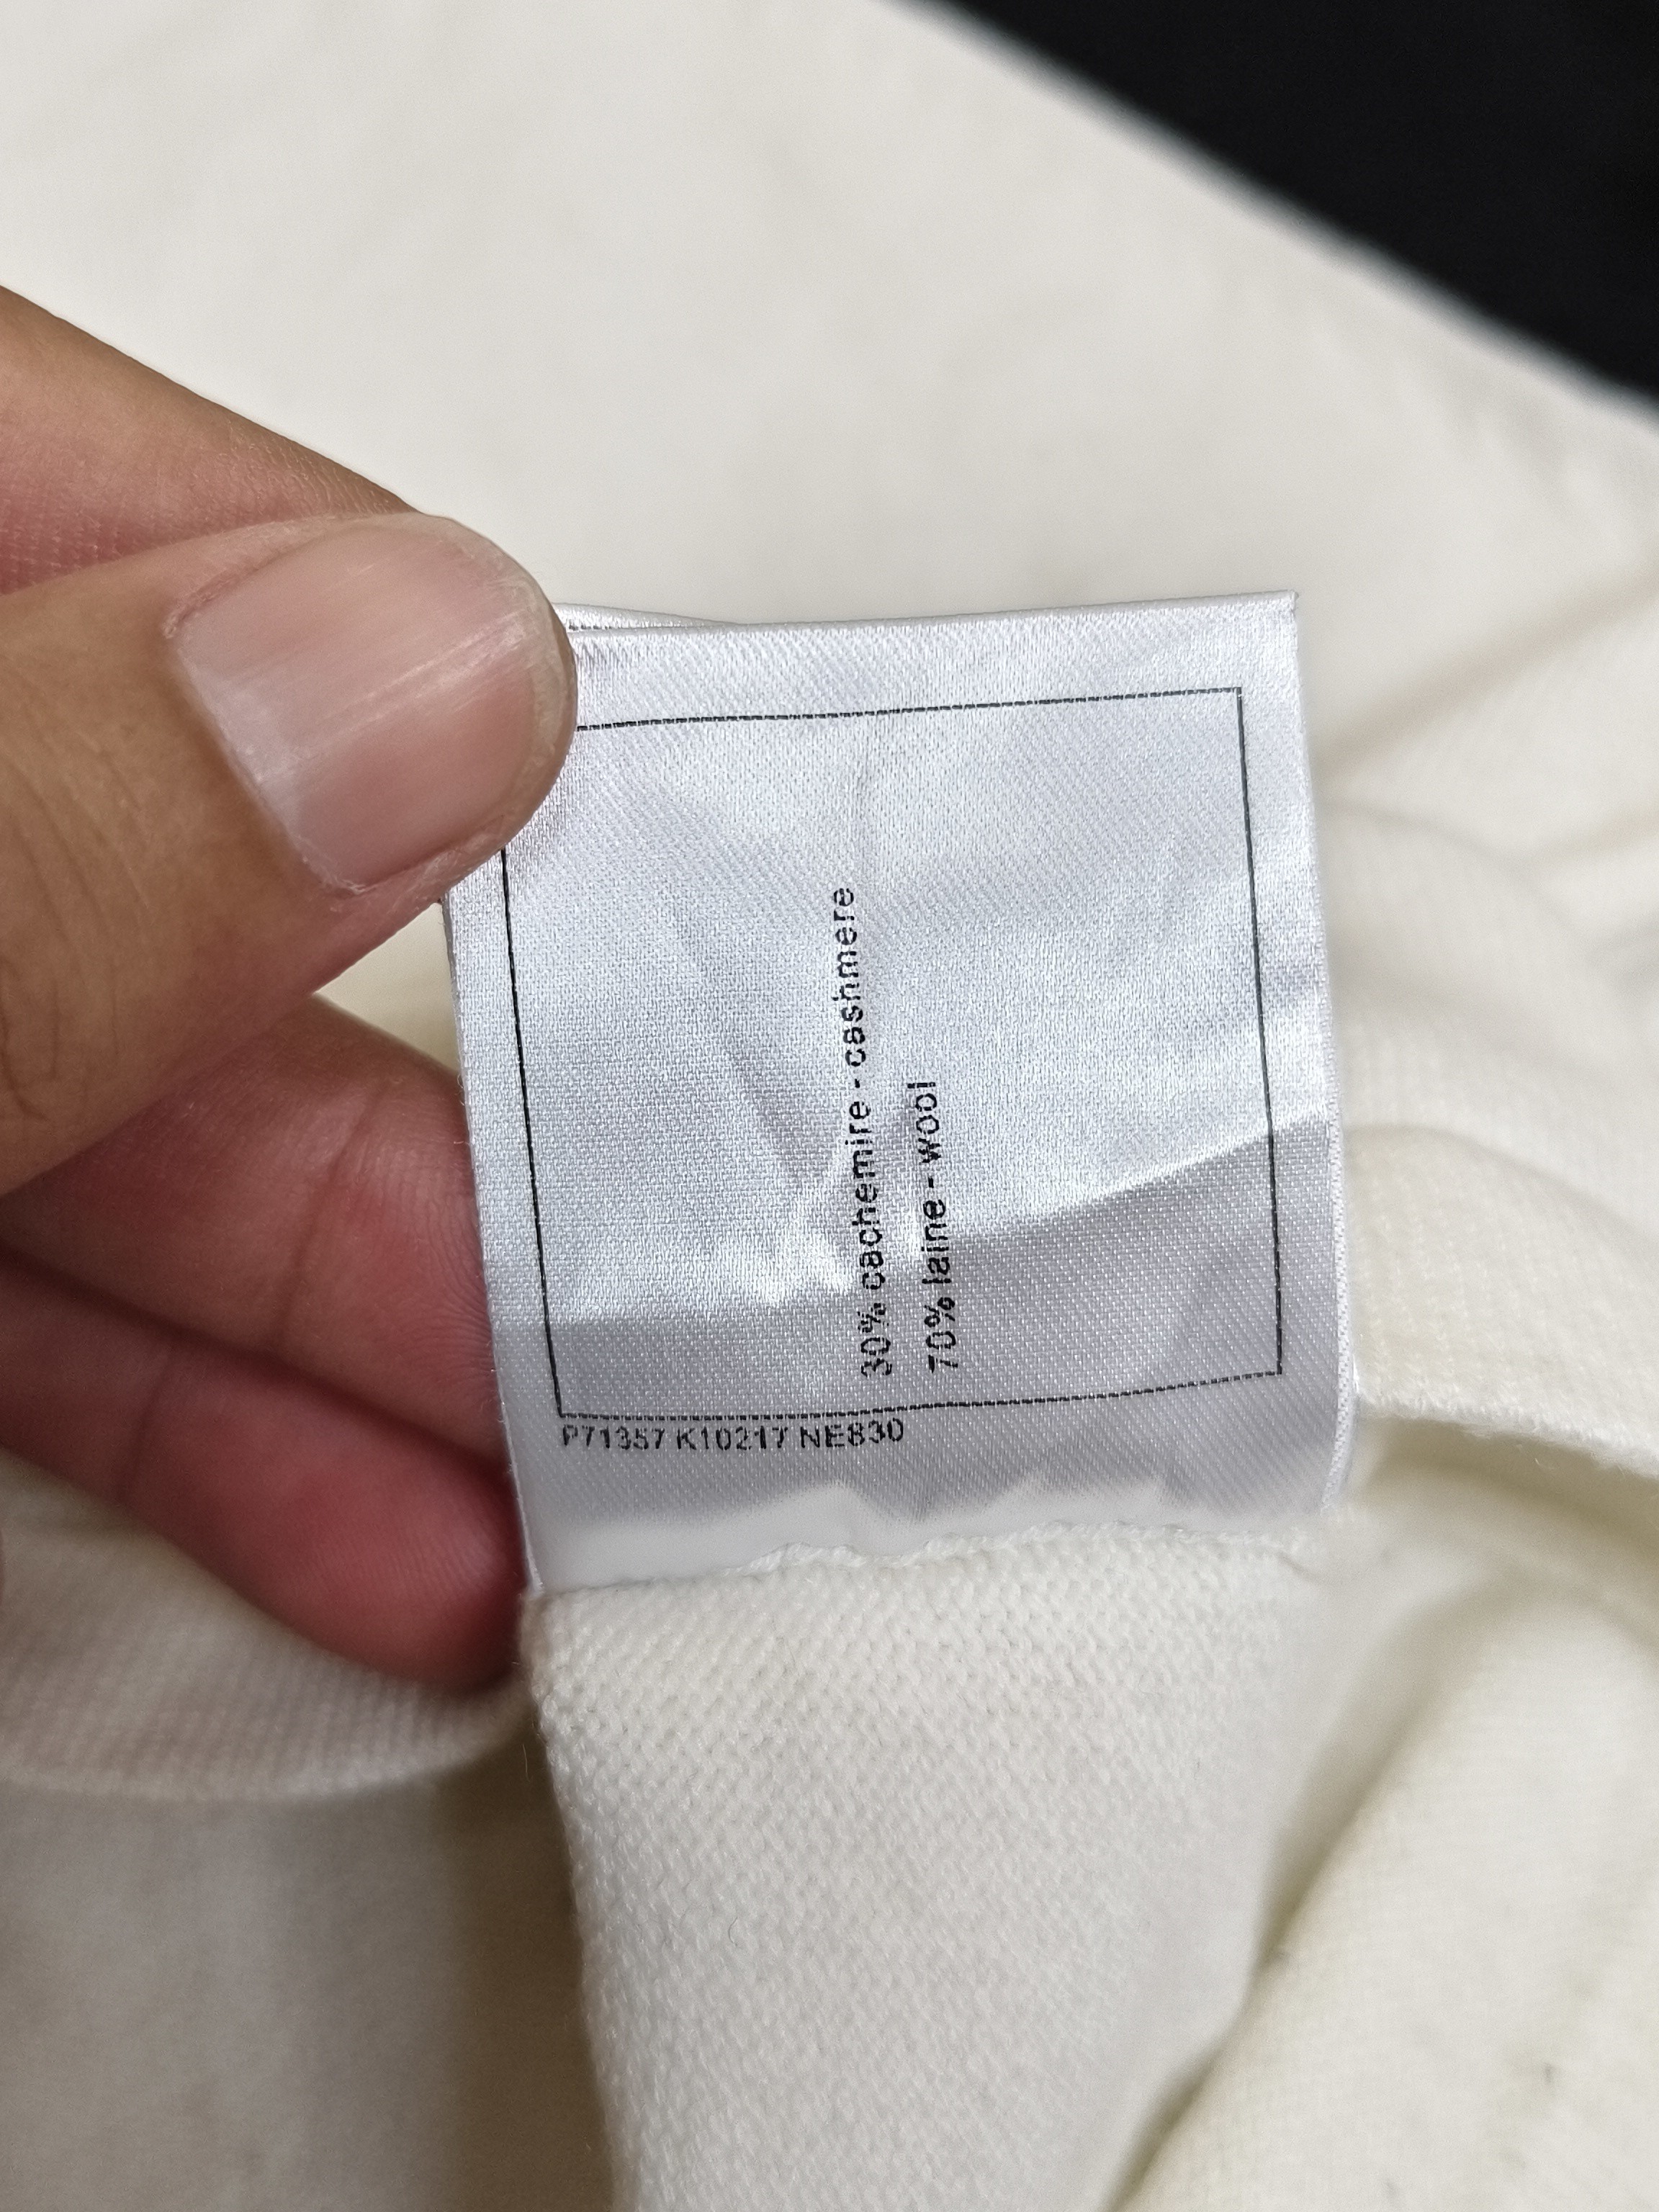 30% cachemire - cashmere
70% laine - wool
P71357 K10217 NE830